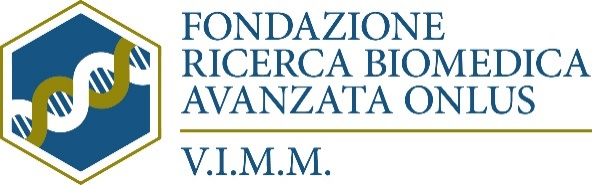 FONDAZIONE
RICERCA BIOMEDICA
AVANZATA ONLUS
V.I.M.M.